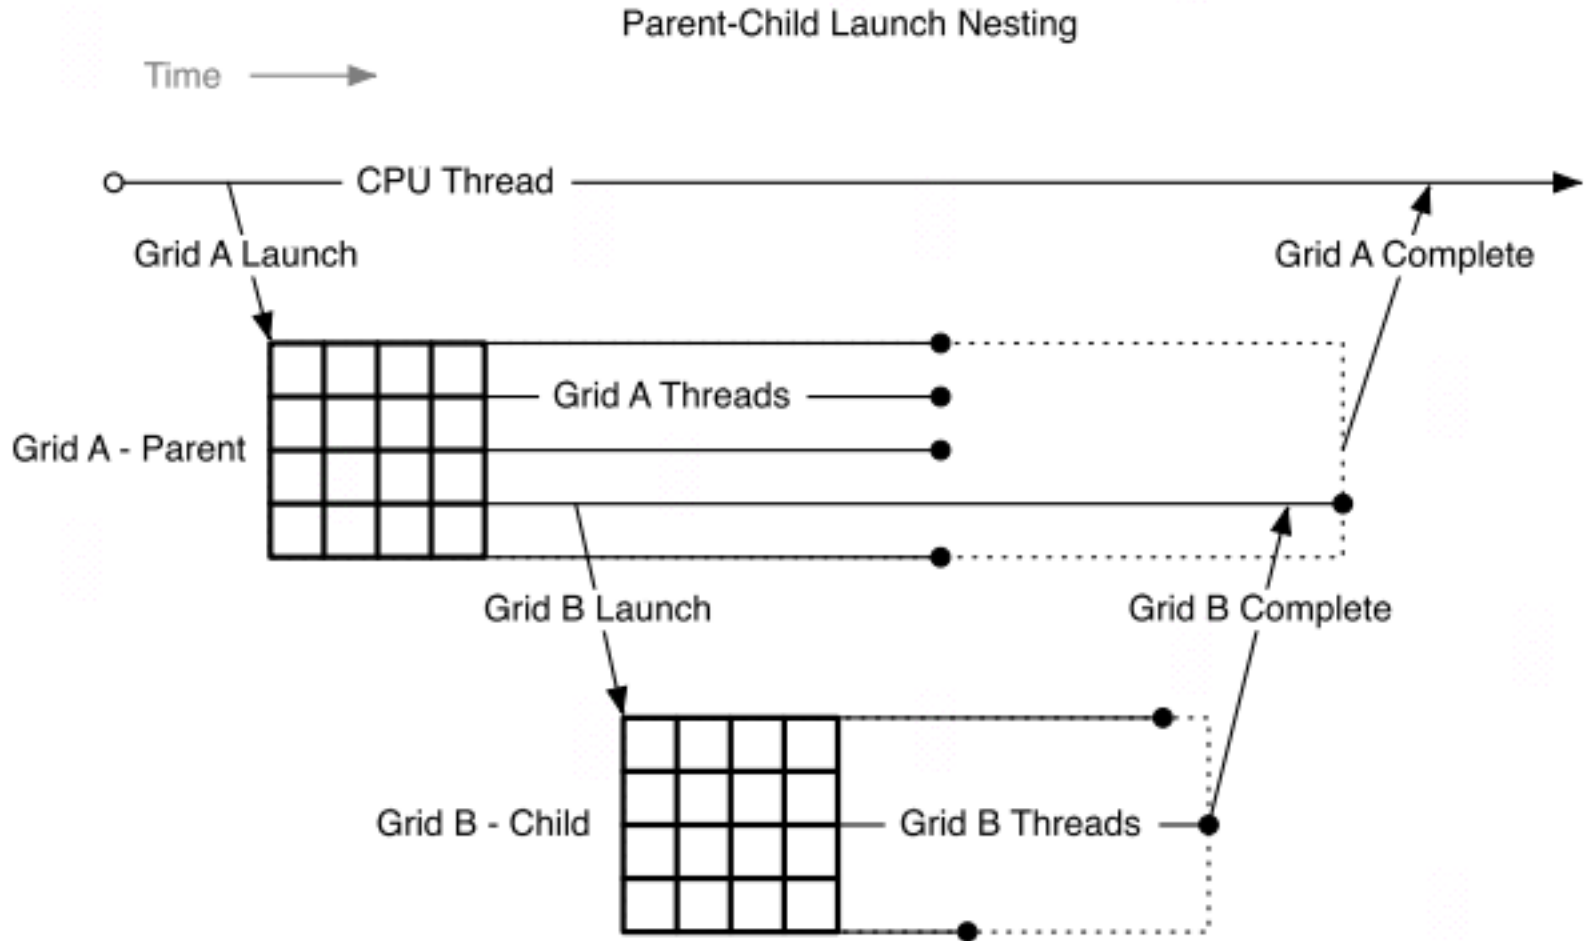 Parent-Child Launch Nesting
Time
CPU Thread
Grid A Launch
Grid A Complete
Grid A Threads
Grid A - Parent
Grid B Launch
Grid B Complete
Grid B - Child
Grid B Threads